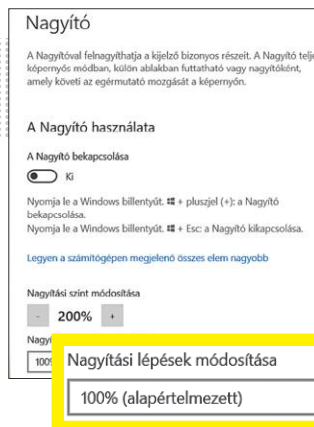 Nagyító
A Nagyítóval felnagyíthatja a kijelző bizonyos részeit. A Nagyító telje
képernyős módban, külön ablakban futtatható vagy nagyítóként,
amely követi az egérmutató mozgását a képernyőn.
A Nagyító használata
A Nagyító bekapcsolása
Ki
Nyomja le a Windows billentyűt. + pluszjel (+): a Nagyító
bekapcsolása.
Nyomja le a Windows billentyűt. + Esc: a Nagyító kikapcsolása.
Legyen a számítógépen megjelenő összes elem nagyobb
Nagyítási szint módosítása
- 200% +
Nagyítási lépések módosítása
100% (alapértelmezett)